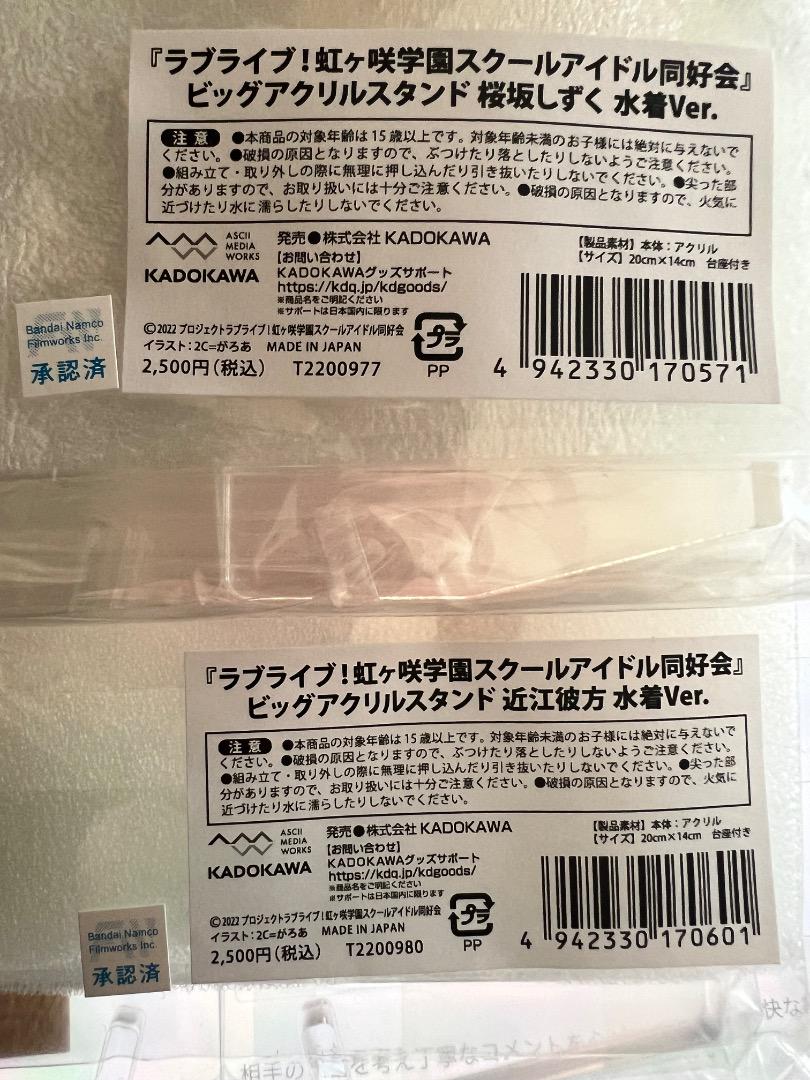 『ラブライブ！虹ヶ咲学園スクールアイドル同好会』
ビッグアクリルスタンド 桜坂しずく 水着Ver.
注意 ●本商品の対象年齢は15歳以上です。対象年齢未満のお子様には絶対に与えないで
ください。●破損の原因となりますので、ぶつけたり落としたりしないようご注意ください。
●組み立て・取り外しの際に無理に押し込んだり引き抜いたりしないでください。●尖った部
分がありますので、お取り扱いには十分ご注意ください。●破損の原因となりますので、火気に
近づけたり水に濡らしたりしないでください。
ASCII
MEDIA
WORKS
KADOKAWA
発売●株式会社 KADOKAWA
【お問い合わせ】
KADOKAWAグッズサポート
https://kdq.jp/kdgoods/
※商品名をご明記ください
※サポートは日本国内に限ります
【製品素材】本体：アクリル
【サイズ】20cm×14cm 台座付き
©2022 プロジェクトラブライブ！虹ヶ咲学園スクールアイドル同好会
イラスト：2C=がろあ MADE IN JAPAN
2,500円（税込） T2200977
プラ
PP
4 942330 170571
Bandai Namco
Filmworks Inc.
承認済
『ラブライブ！虹ヶ咲学園スクールアイドル同好会』
ビッグアクリルスタンド 近江彼方 水着Ver.
注意 ●本商品の対象年齢は15歳以上です。対象年齢未満のお子様には絶対に与えないで
ください。●破損の原因となりますので、ぶつけたり落としたりしないようご注意ください。
●組み立て・取り外しの際に無理に押し込んだり引き抜いたりしないでください。●尖った部
分がありますので、お取り扱いには十分ご注意ください。●破損の原因となりますので、火気に
近づけたり水に濡らしたりしないでください。
ASCII
MEDIA
WORKS
KADOKAWA
発売●株式会社 KADOKAWA
【お問い合わせ】
KADOKAWAグッズサポート
https://kdq.jp/kdgoods/
※商品名をご明記ください
※サポートは日本国内に限ります
【製品素材】本体：アクリル
【サイズ】20cm×14cm 台座付き
©2022 プロジェクトラブライブ！虹ヶ咲学園スクールアイドル同好会
イラスト：2C=がろあ MADE IN JAPAN
2,500円（税込） T2200980
プラ
PP
4 942330 170601
Bandai Namco
Filmworks Inc.
承認済
快な
相手の を考え丁寧なコメントを